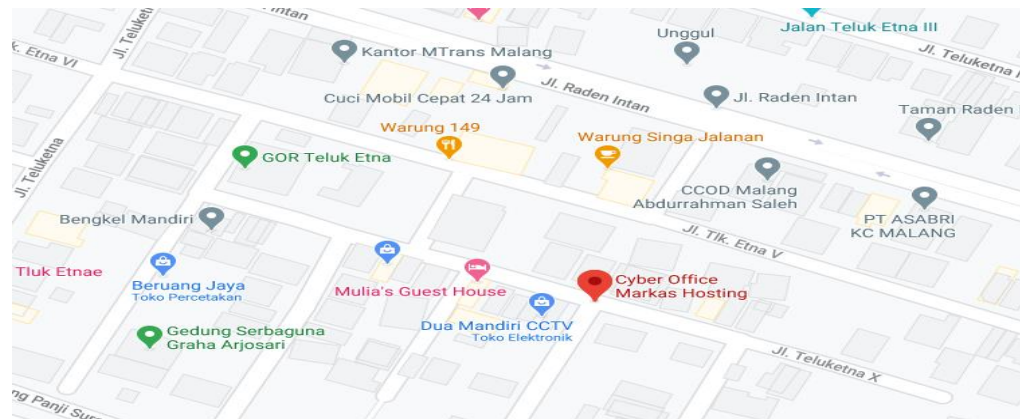 Jalan Teluk Etna III
Unggul
Kantor MTrans Malang
Jl. Teluketna
k. Etna VI
Jl. Teluketna
Jl. Raden Intan
Cuci Mobil Cepat 24 Jam
Jl. Raden Intan
Taman Raden
Warung 149
Warung Singa Jalanan
GOR Teluk Etna
CCOD Malang
Abdurrahman Saleh
Jl. Teluketna
Bengkel Mandiri
PT ASABRI
KC MALANG
Jl. Tlk. Etna V
Tluk Etnae
Beruang Jaya
Toko Percetakan
Mulia's Guest House
Cyber Office
Markas Hosting
Dua Mandiri CCTV
Toko Elektronik
Gedung Serbaguna
Graha Arjosari
Jl. Teluketna X
ng Panji Sur